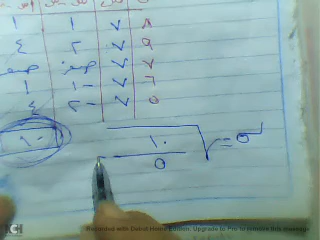 ٨ ٧ ١ ١
٩ ٧ ٢ ٤
٧ ٧ صفر صفر
٦ ٧ -١ ١
٥ ٧ -٢ ٤
١٠
σ = √ ١٠
٥
Recorded with Debut Home Edition. Upgrade to Pro to remove this message.